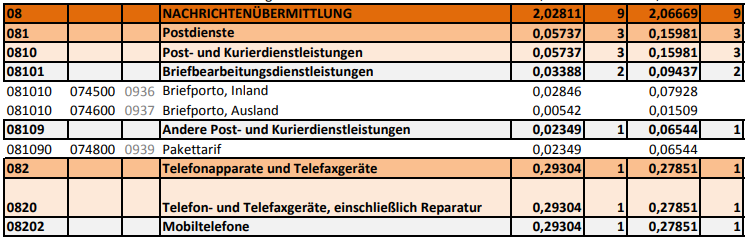 08 NACHRICHTENÜBERMITTLUNG 2,02811 9 2,06669 9
081 Postdienste 0,05737 3 0,15981 3
0810 Post- und Kurierdienstleistungen 0,05737 3 0,15981 3
08101 Briefbearbeitungsdienstleistungen 0,03388 2 0,09437 2
081010 074500 0936 Briefporto, Inland 0,02846 0,07928
081010 074600 0937 Briefporto, Ausland 0,00542 0,01509
08109 Andere Post- und Kurierdienstleistungen 0,02349 1 0,06544 1
081090 074800 0939 Pakettarif 0,02349 0,06544
082 Telefonapparate und Telefaxgeräte 0,29304 1 0,27851 1
0820 Telefon- und Telefaxgeräte, einschließlich Reparatur 0,29304 1 0,27851 1
08202 Mobiltelefone 0,29304 1 0,27851 1